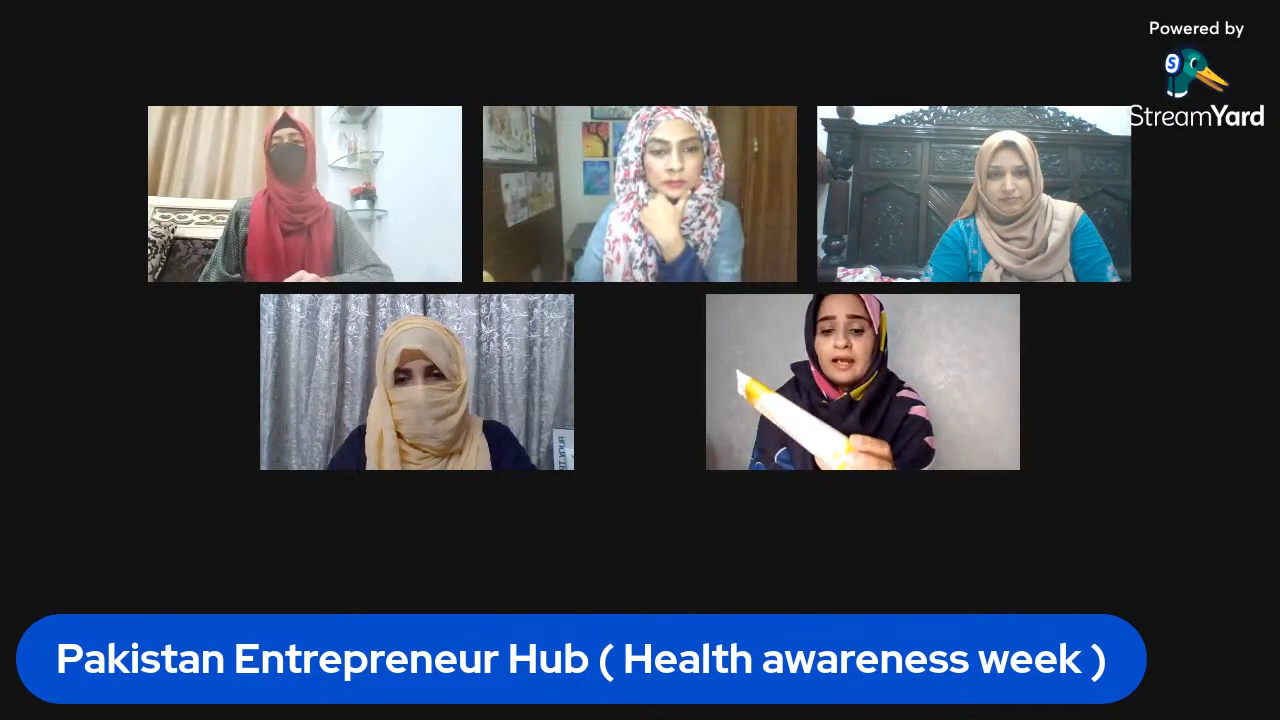 Powered by
S
StreamYard
Pakistan Entrepreneur Hub ( Health awareness week )